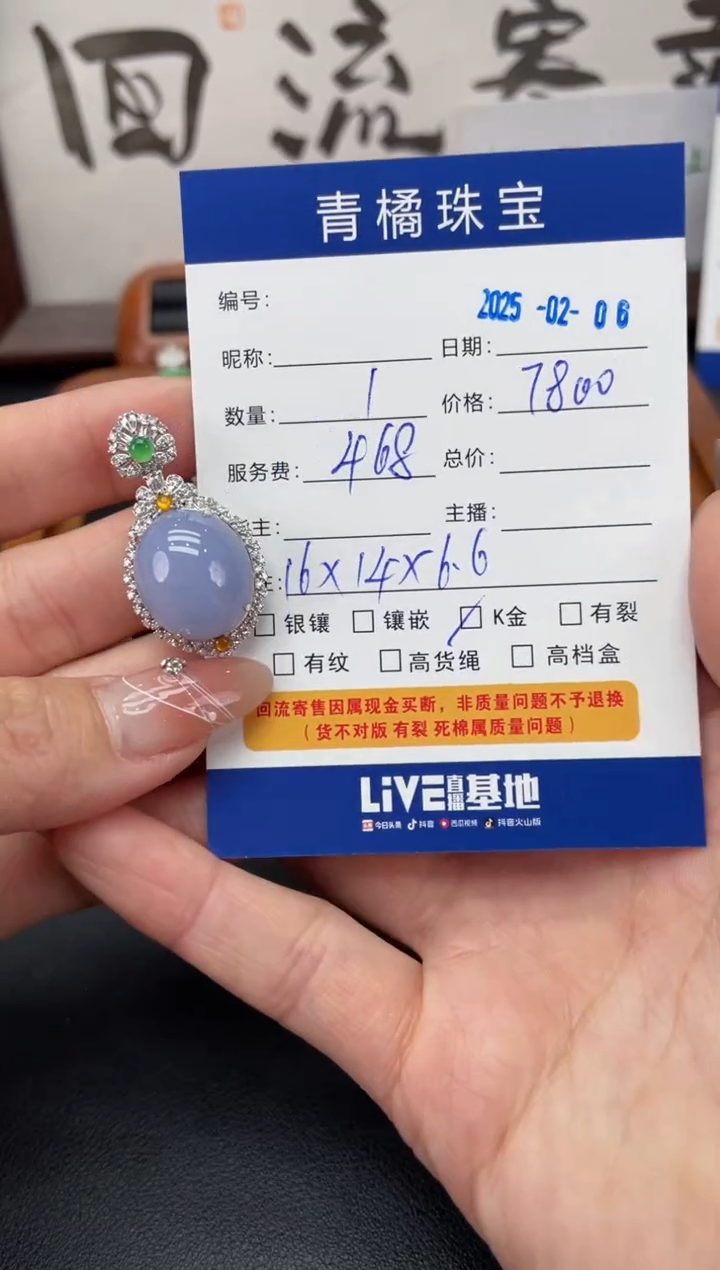 回流寄
青橘珠宝
编号:
2025-02-06
昵称: 日期:
数量: 1 价格: 7800
服务费: 468 总价:
主: 主播:
: 16×14×6.6
银镶 镶嵌 K金 有裂
有纹 高货绳 高档盒
回流寄售因属现金买断，非质量问题不予退换
（货不对版 有裂 死棉属质量问题）
LiVE直播基地
今日头条 抖音 西瓜视频 抖音火山版